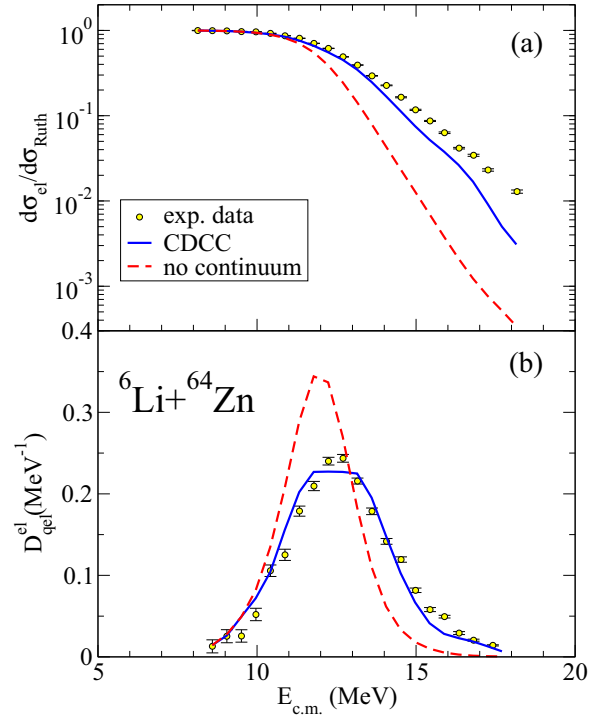 10^0
(a)
10^-1
dσ_el/dσ_Ruth
10^-2
exp. data
CDCC
no continuum
10^-3
0.4
(b)
^6Li+^64Zn
0.3
D^el_qel(MeV^-1)
0.2
0.1
0
5 10 15 20
E_c.m. (MeV)